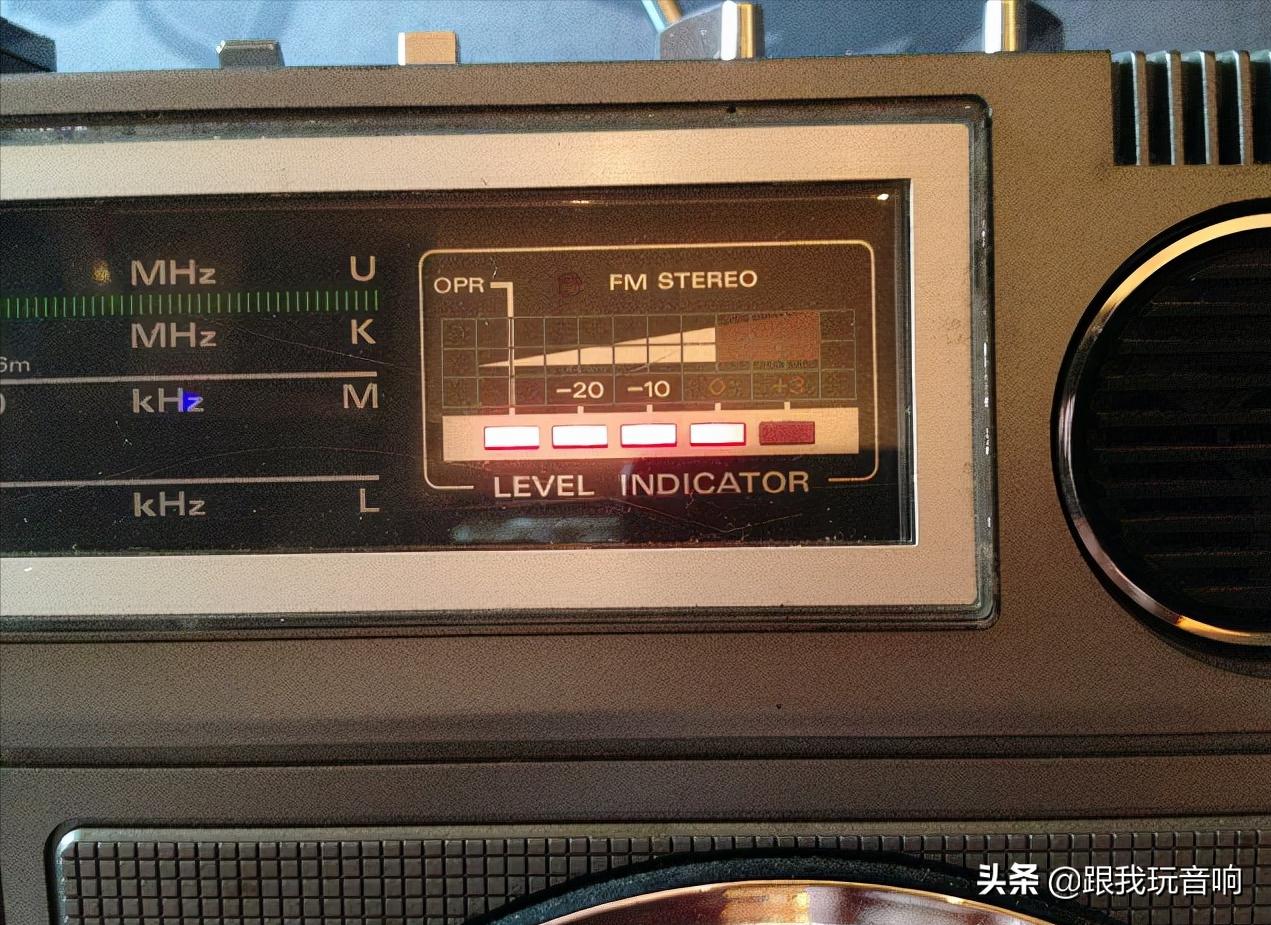 MHz U
MHz K
6m
kHz M
kHz L
OPR FM STEREO
-20 -10 0 +3
LEVEL INDICATOR
头条 @跟我玩音响